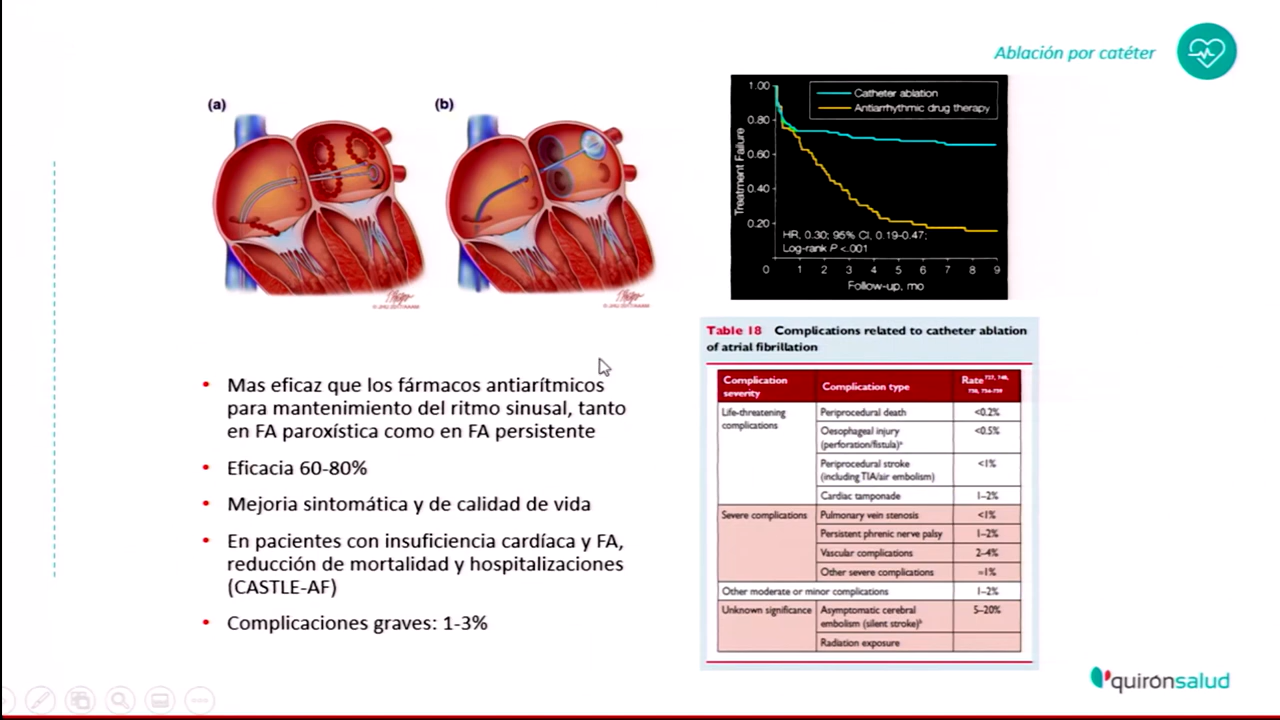 Ablación por catéter
(a)
(b)
1.00
0.80
0.60
0.40
0.20
0
Treatment Failure
Catheter ablation
Antiarrhythmic drug therapy
HR, 0.30; 95% CI, 0.19-0.47;
Log-rank P <.001
1 2 3 4 5 6 7 8 9
Follow-up, mo
Mas eficaz que los fármacos antiarítmicos
para mantenimiento del ritmo sinusal, tanto
en FA paroxística como en FA persistente
Eficacia 60-80%
Mejoria sintomática y de calidad de vida
En pacientes con insuficiencia cardíaca y FA,
reducción de mortalidad y hospitalizaciones
(CASTLE-AF)
Complicaciones graves: 1-3%
Table 18 Complications related to catheter ablation
of atrial fibrillation
Complication severity Complication type Rate
Life-threatening complications Periprocedural death <0.2%
Oesophageal injury (perforation/fistula)a <0.5%
Periprocedural stroke (including TIA/air embolism) <1%
Cardiac tamponade 1–2%
Severe complications Pulmonary vein stenosis <1%
Persistent phrenic nerve palsy 1–2%
Vascular complications 2–4%
Other severe complications ≈1%
Other moderate or minor complications 1–2%
Unknown significance Asymptomatic cerebral embolism (silent stroke)b 5–20%
Radiation exposure
quirónsalud